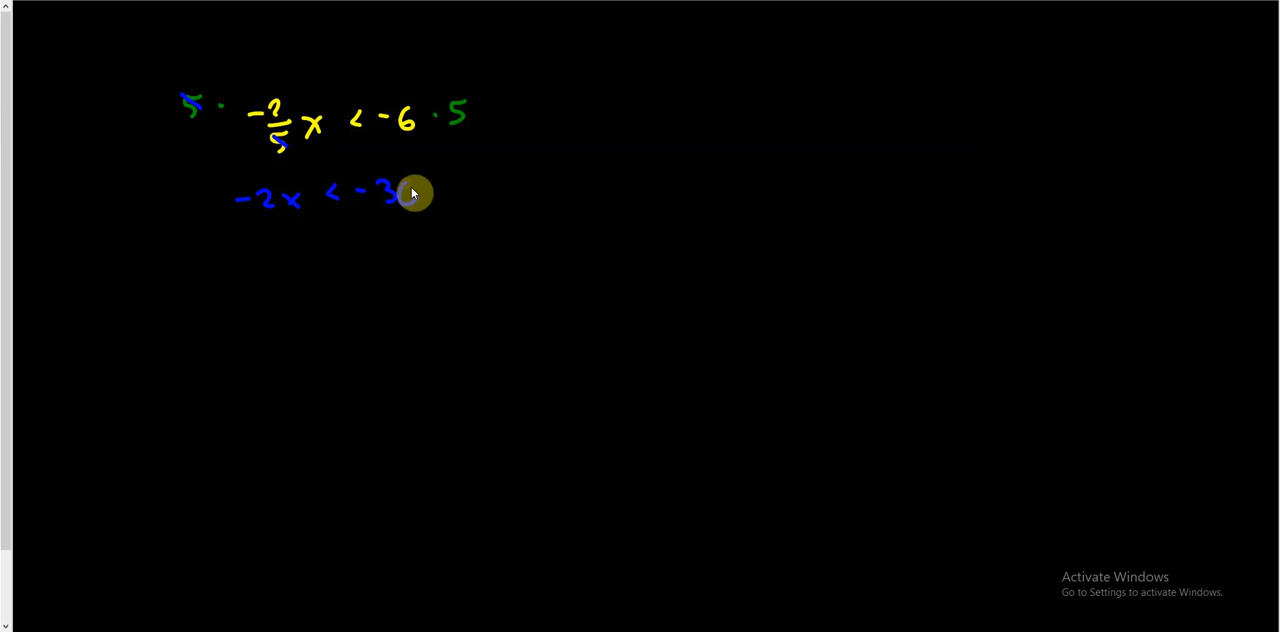 5 · -2/5 x < -6 · 5
-2x < -30
Activate Windows
Go to Settings to activate Windows.